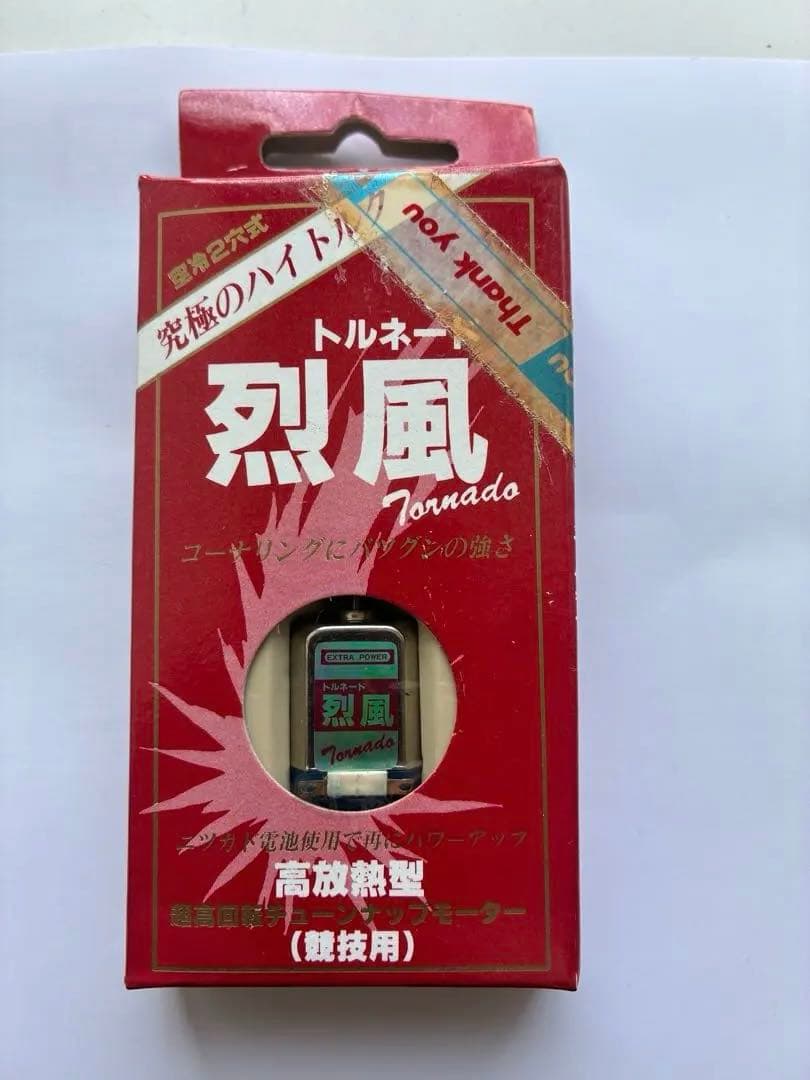 空冷2穴式
究極のハイトルク
Thank you
トルネード
烈風
Tornado
コーナリングにバツグンの強さ
EXTRA POWER
トルネード
烈風
Tornado
ニツカド電池使用で再にパワーアップ
高放熱型
超高回転チューンナップモーター
(競技用)